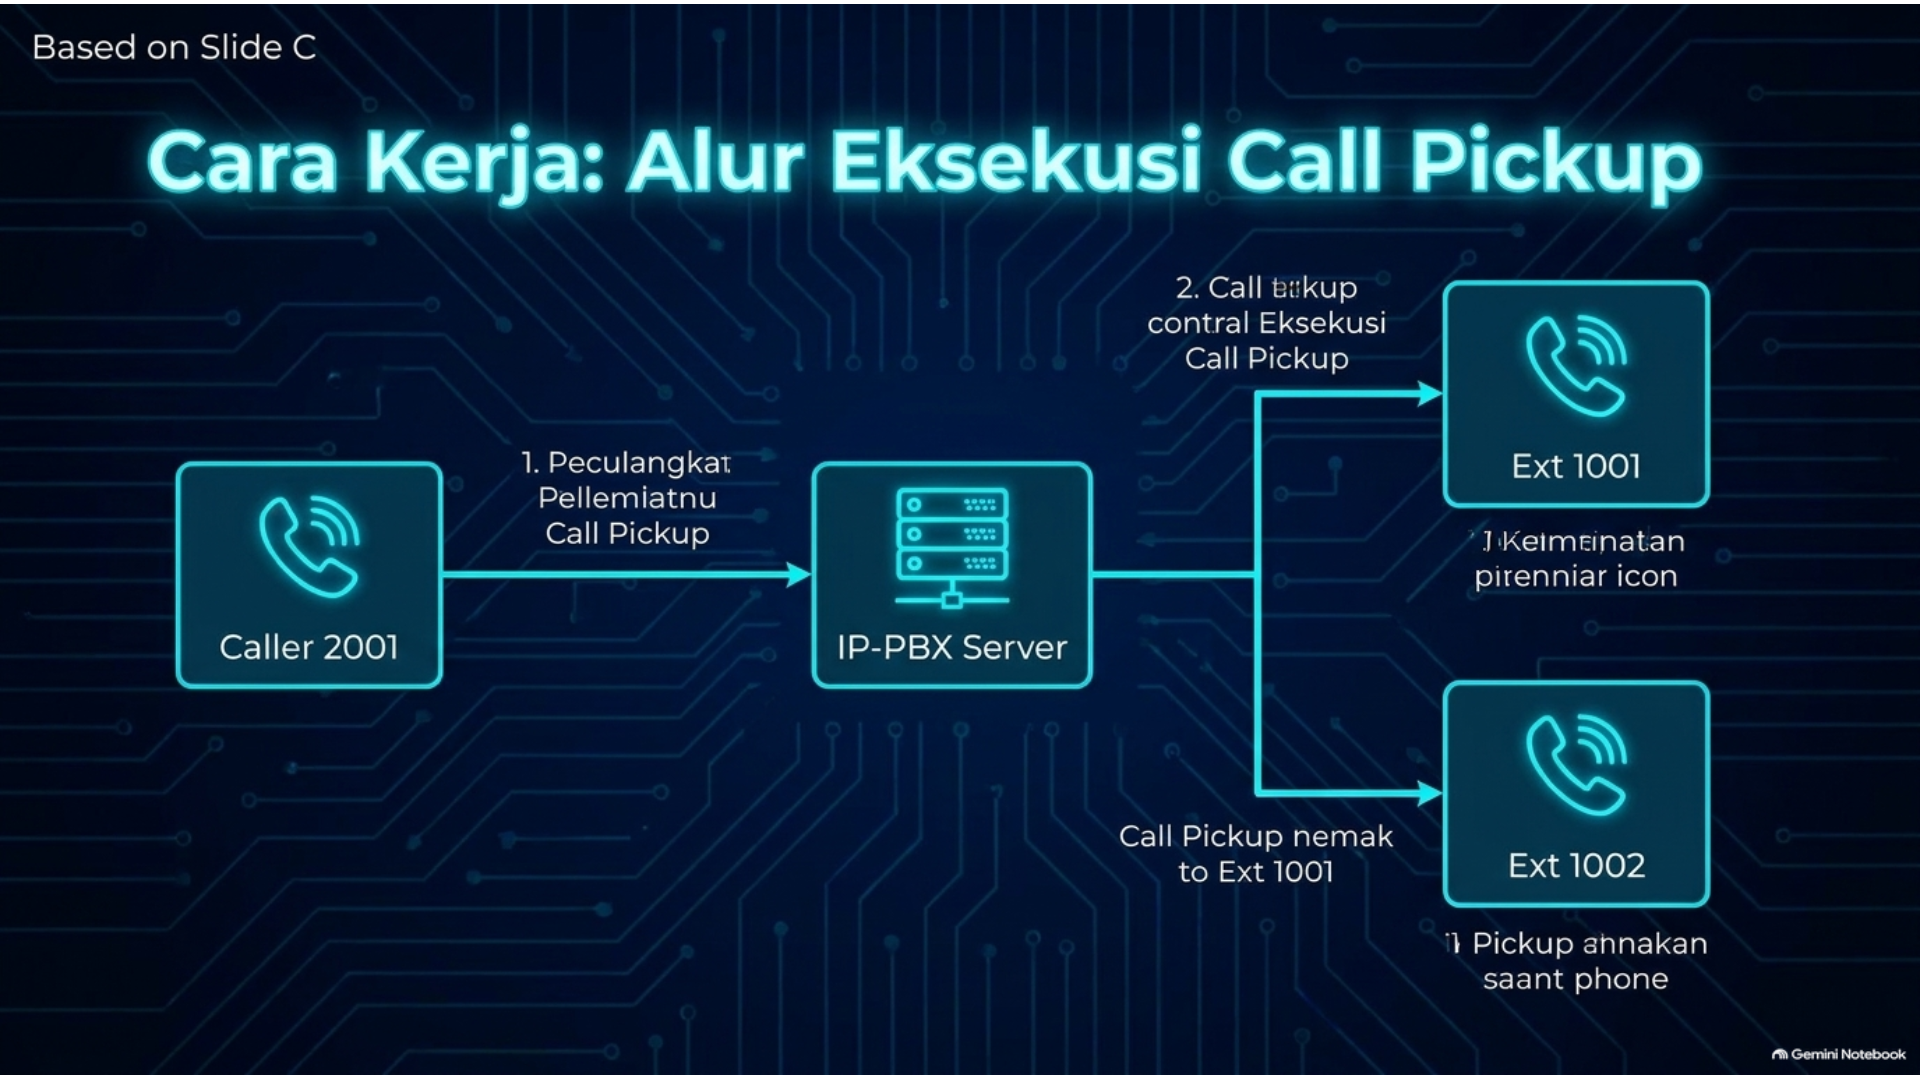 Based on Slide C
Cara Kerja: Alur Eksekusi Call Pickup
1. Peculangkat
Pellemiatnu
Call Pickup
Caller 2001
IP-PBX Server
2. Call
contral Eksekusi
Call Pickup
Ext 1001
pirenniar icon
Call Pickup nemak
to Ext 1001
Ext 1002
Pickup ahnakan
saant phone
Gemini Notebook